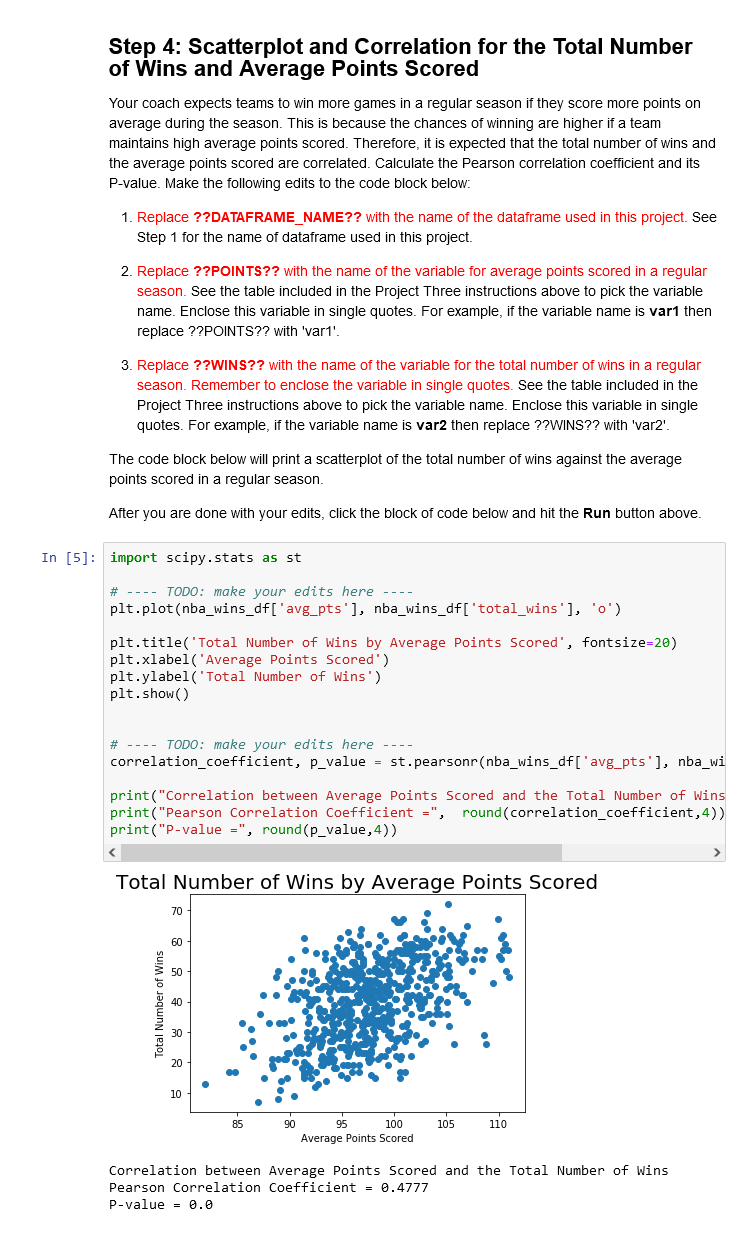 Step 4: Scatterplot and Correlation for the Total Number
of Wins and Average Points Scored
Your coach expects teams to win more games in a regular season if they score more points on
average during the season. This is because the chances of winning are higher if a team
maintains high average points scored. Therefore, it is expected that the total number of wins and
the average points scored are correlated. Calculate the Pearson correlation coefficient and its
P-value. Make the following edits to the code block below:
1. Replace ??DATAFRAME_NAME?? with the name of the dataframe used in this project. See
Step 1 for the name of dataframe used in this project.
2. Replace ??POINTS?? with the name of the variable for average points scored in a regular
season. See the table included in the Project Three instructions above to pick the variable
name. Enclose this variable in single quotes. For example, if the variable name is var1 then
replace ??POINTS?? with 'var1'.
3. Replace ??WINS?? with the name of the variable for the total number of wins in a regular
season. Remember to enclose the variable in single quotes. See the table included in the
Project Three instructions above to pick the variable name. Enclose this variable in single
quotes. For example, if the variable name is var2 then replace ??WINS?? with 'var2'.
The code block below will print a scatterplot of the total number of wins against the average
points scored in a regular season.
After you are done with your edits, click the block of code below and hit the Run button above.
In [5]: import scipy.stats as st
# ---- TODO: make your edits here ----
plt.plot(nba_wins_df['avg_pts'], nba_wins_df['total_wins'], 'o')
plt.title('Total Number of Wins by Average Points Scored', fontsize=20)
plt.xlabel('Average Points Scored')
plt.ylabel('Total Number of Wins')
plt.show()
# ---- TODO: make your edits here ----
correlation_coefficient, p_value = st.pearsonr(nba_wins_df['avg_pts'], nba_wi
print("Correlation between Average Points Scored and the Total Number of Wins
print("Pearson Correlation Coefficient =",  round(correlation_coefficient,4))
print("P-value =", round(p_value,4))
Total Number of Wins by Average Points Scored
70
60
50
40
30
20
10
Total Number of Wins
85 90 95 100 105 110
Average Points Scored
Correlation between Average Points Scored and the Total Number of Wins
Pearson Correlation Coefficient = 0.4777
P-value = 0.0